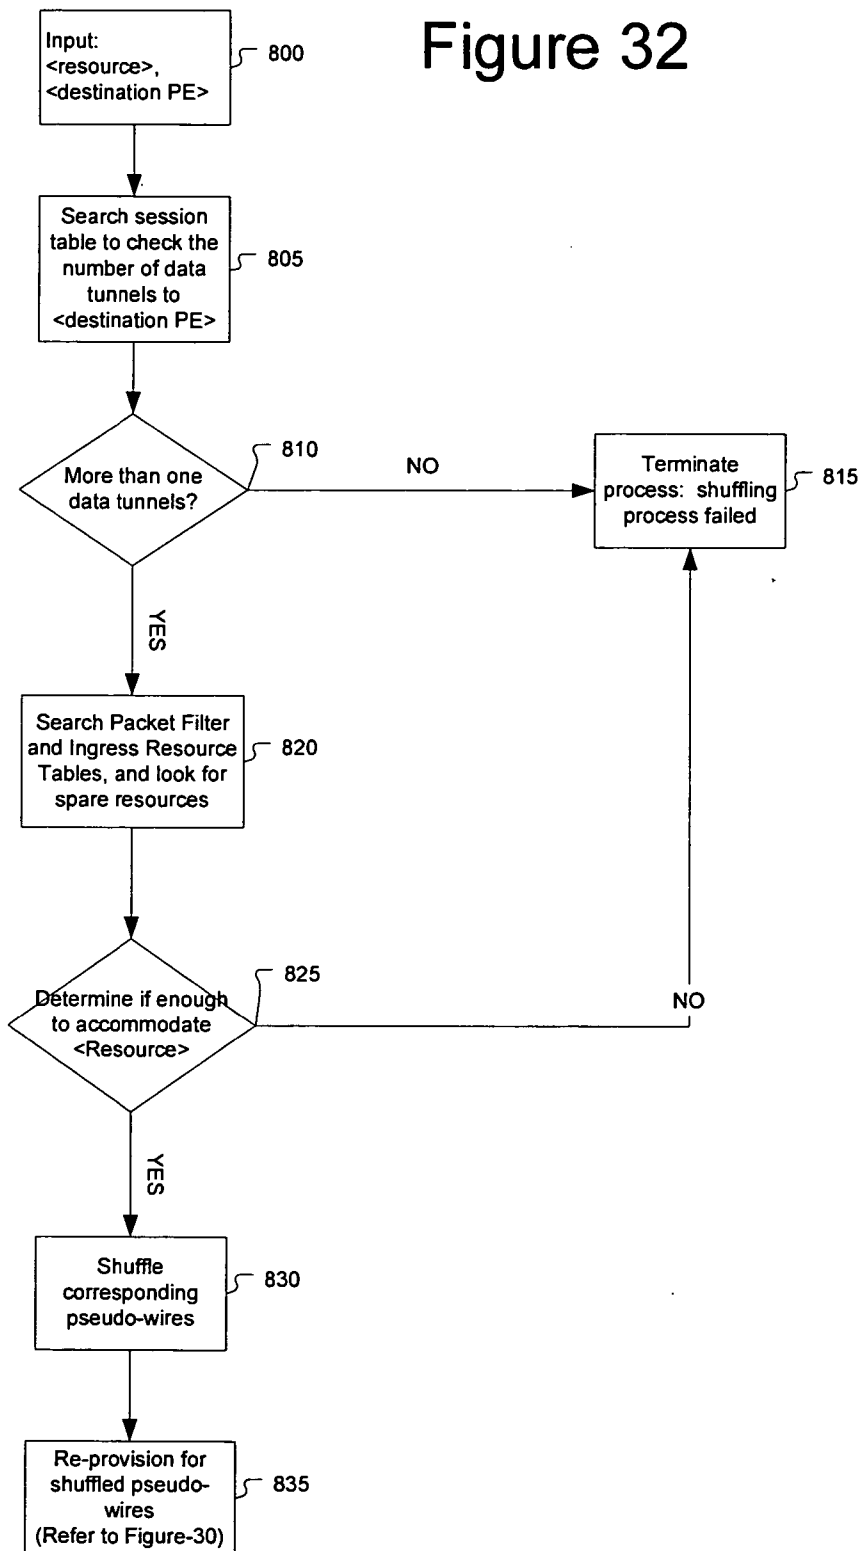 Figure 32
Input:
<resource>,
<destination PE>
800
Search session
table to check the
number of data
tunnels to
<destination PE>
805
More than one
data tunnels?
810
NO
Terminate
process: shuffling
process failed
815
YES
Search Packet Filter
and Ingress Resource
Tables, and look for
spare resources
820
Determine if enough
to accommodate
<Resource>
825
NO
YES
Shuffle
corresponding
pseudo-wires
830
Re-provision for
shuffled pseudo-
wires
(Refer to Figure-30)
835